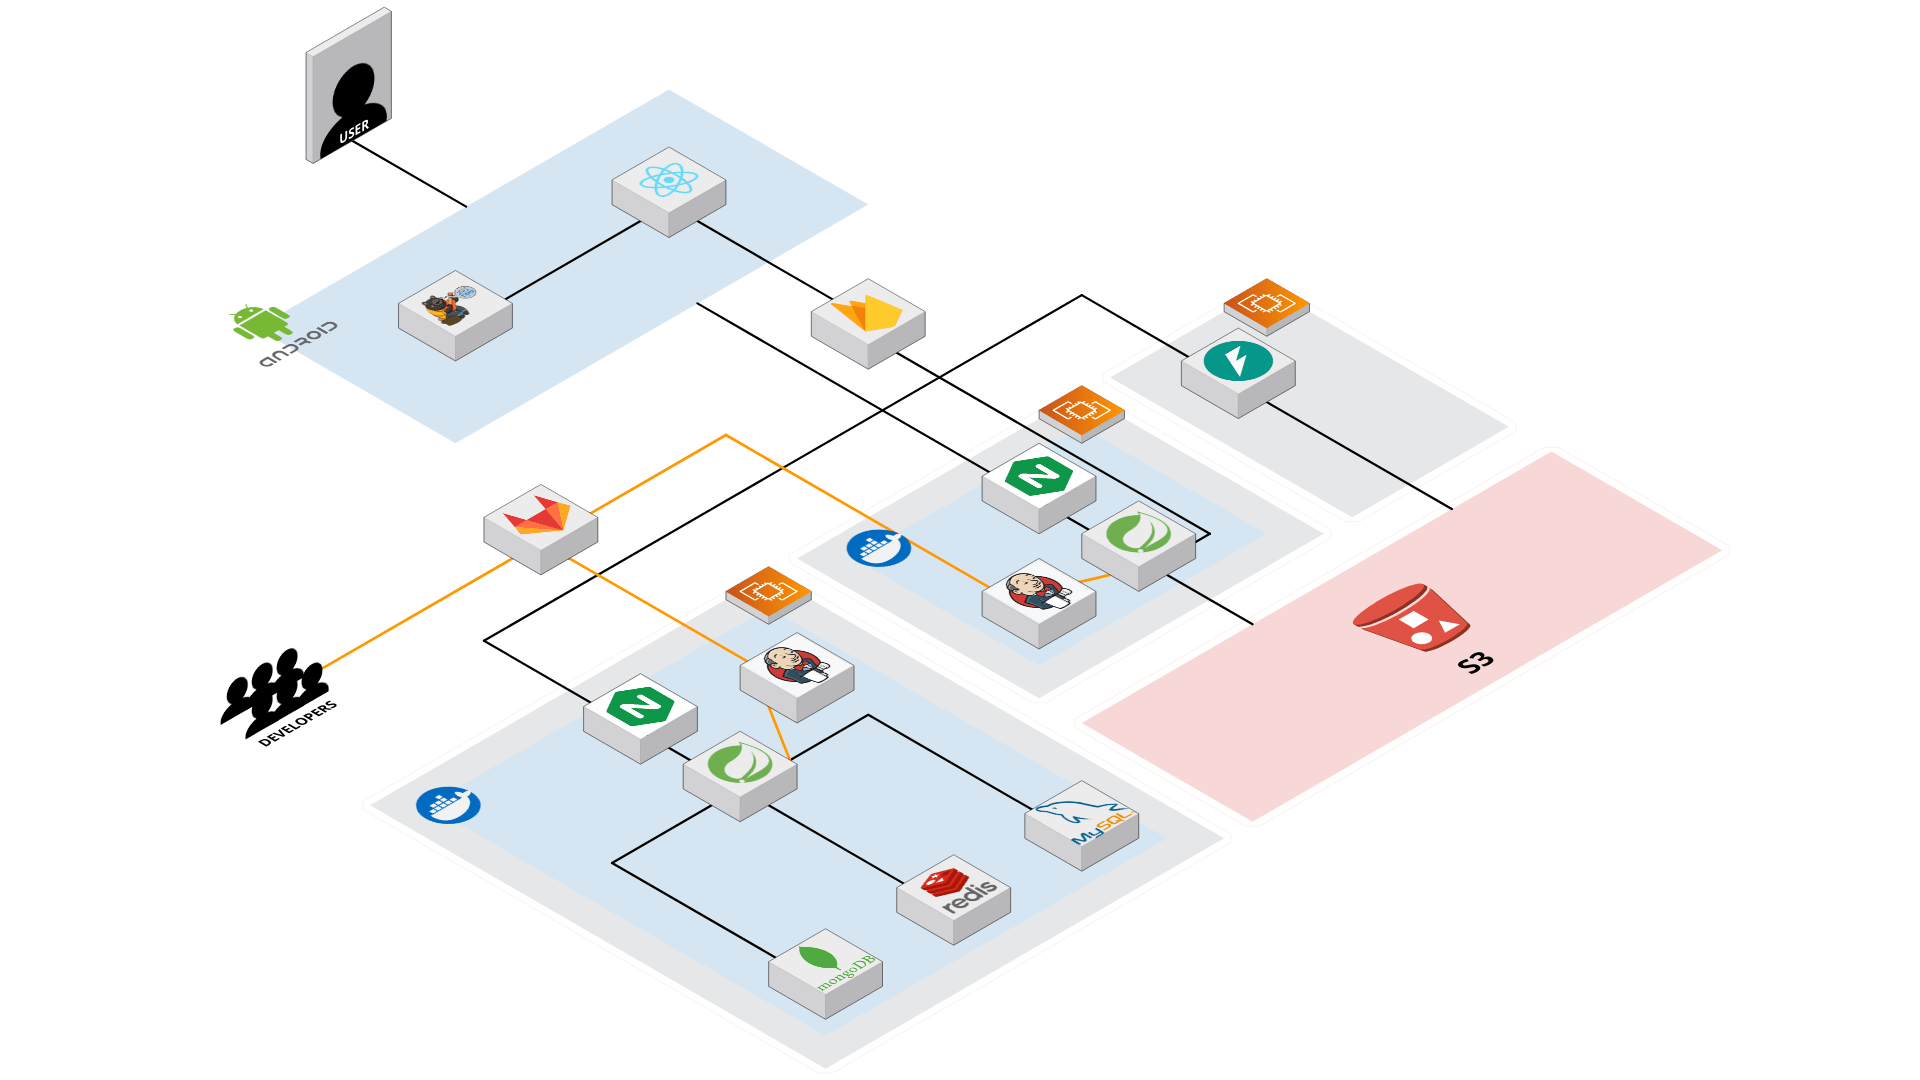 USER
ANDROID
DEVELOPERS
S3
MySQL
redis
mongoDB